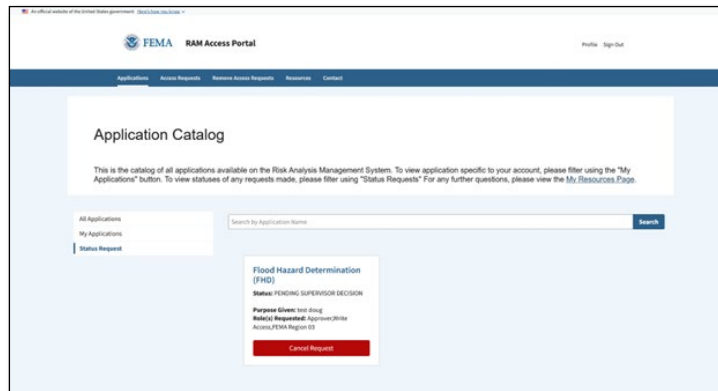 An official website of the United States government Here's how you know
FEMA RAM Access Portal
Profile Sign Out
Applications Access Requests Remove Access Requests Resources Contact
Application Catalog
This is the catalog of all applications available on the Risk Analysis Management System. To view application specific to your account, please filter using the "My
Applications" button. To view statuses of any requests made, please filter using "Status Requests" For any further questions, please view the My Resources Page.
All Applications
My Applications
Status Request
Search by Application Name
Search
Flood Hazard Determination
(FHD)
Status: PENDING SUPERVISOR DECISION
Purpose Given: test doug
Role(s) Requested: Approver,Write
Access,FEMA Region 03
Cancel Request